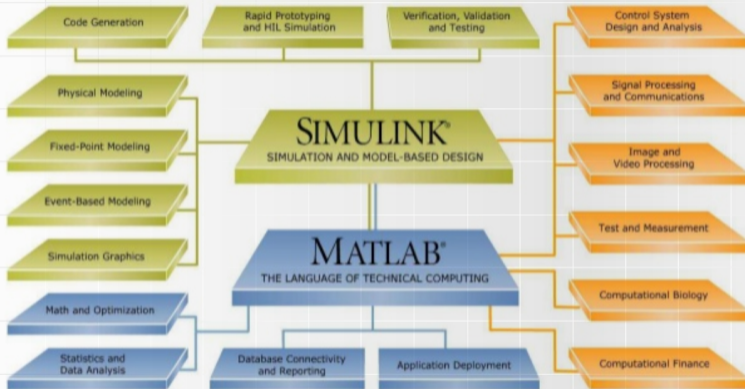 Code Generation
Rapid Prototyping
and HIL Simulation
Verification, Validation
and Testing
Control System
Design and Analysis
Physical Modeling
Signal Processing
and Communications
SIMULINK®
SIMULATION AND MODEL-BASED DESIGN
Fixed-Point Modeling
Image and
Video Processing
Event-Based Modeling
Test and Measurement
MATLAB®
THE LANGUAGE OF TECHNICAL COMPUTING
Simulation Graphics
Computational Biology
Math and Optimization
Statistics and
Data Analysis
Database Connectivity
and Reporting
Application Deployment
Computational Finance